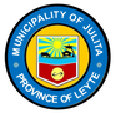 MUNICIPALITY OF JULITA
PROVINCE OF LEYTE